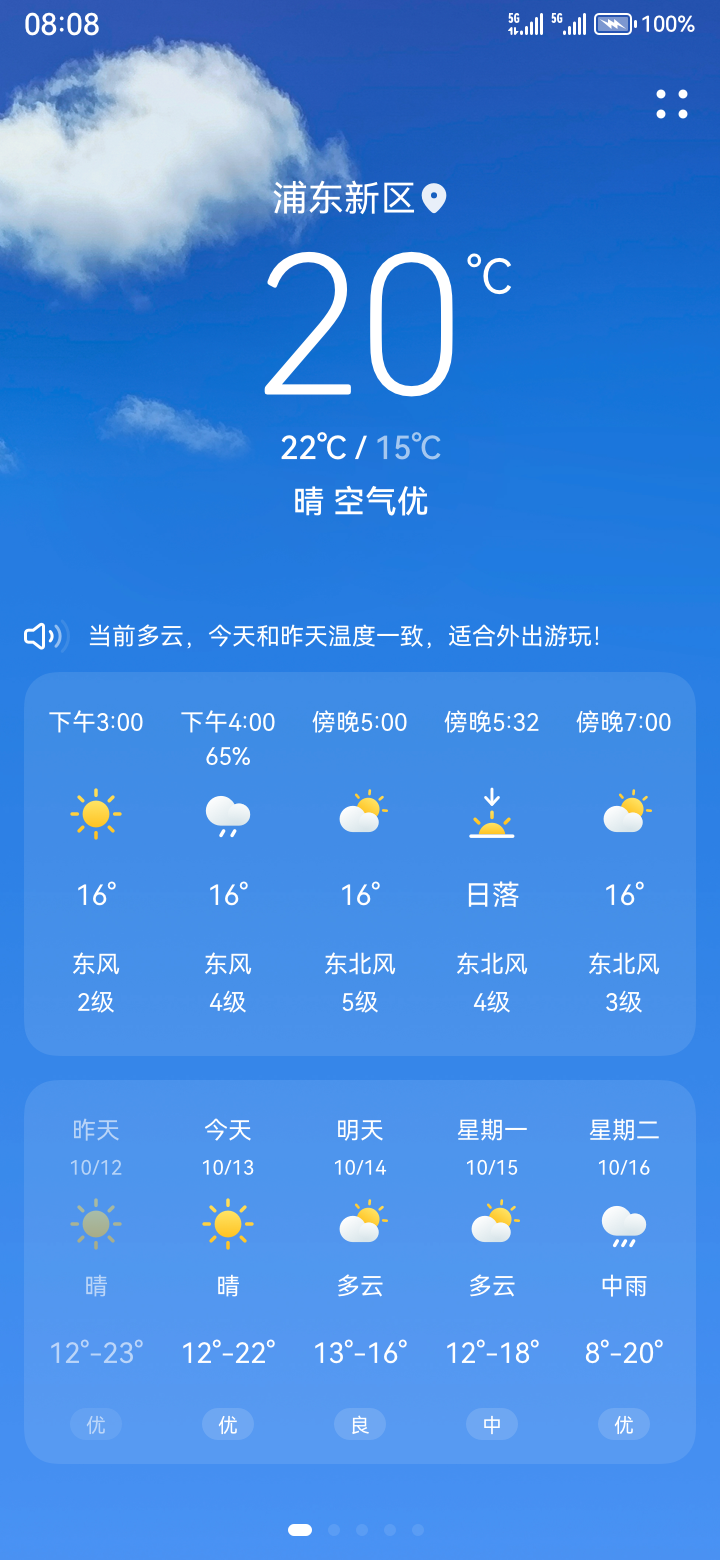 08:08 5G 5G 100%
浦东新区
20℃
22℃ / 15℃
晴 空气优
当前多云，今天和昨天温度一致，适合外出游玩！
下午3:00 下午4:00 傍晚5:00 傍晚5:32 傍晚7:00
65%
16° 16° 16° 日落 16°
东风 东风 东北风 东北风 东北风
2级 4级 5级 4级 3级
昨天 今天 明天 星期一 星期二
10/12 10/13 10/14 10/15 10/16
晴 晴 多云 多云 中雨
12°-23° 12°-22° 13°-16° 12°-18° 8°-20°
优 优 良 中 优